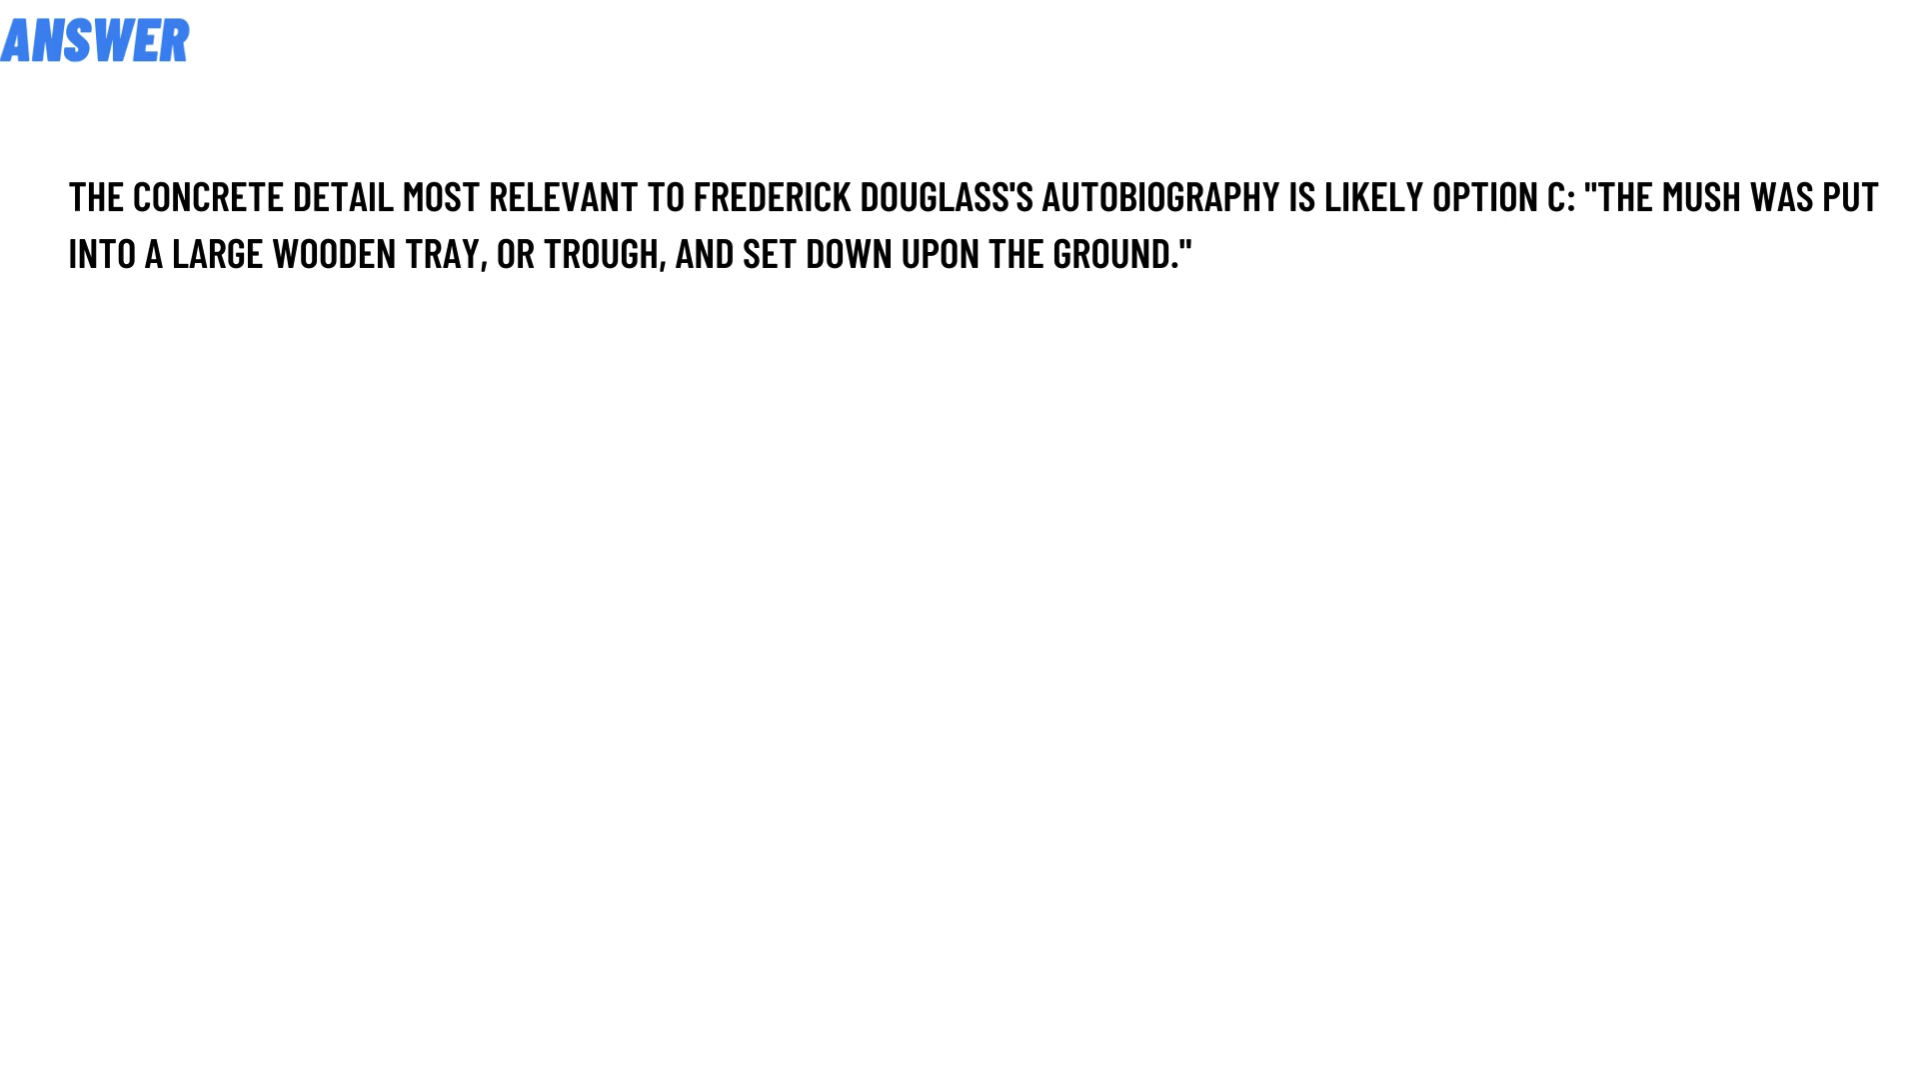 ANSWER
THE CONCRETE DETAIL MOST RELEVANT TO FREDERICK DOUGLASS'S AUTOBIOGRAPHY IS LIKELY OPTION C: "THE MUSH WAS PUT
INTO A LARGE WOODEN TRAY, OR TROUGH, AND SET DOWN UPON THE GROUND."